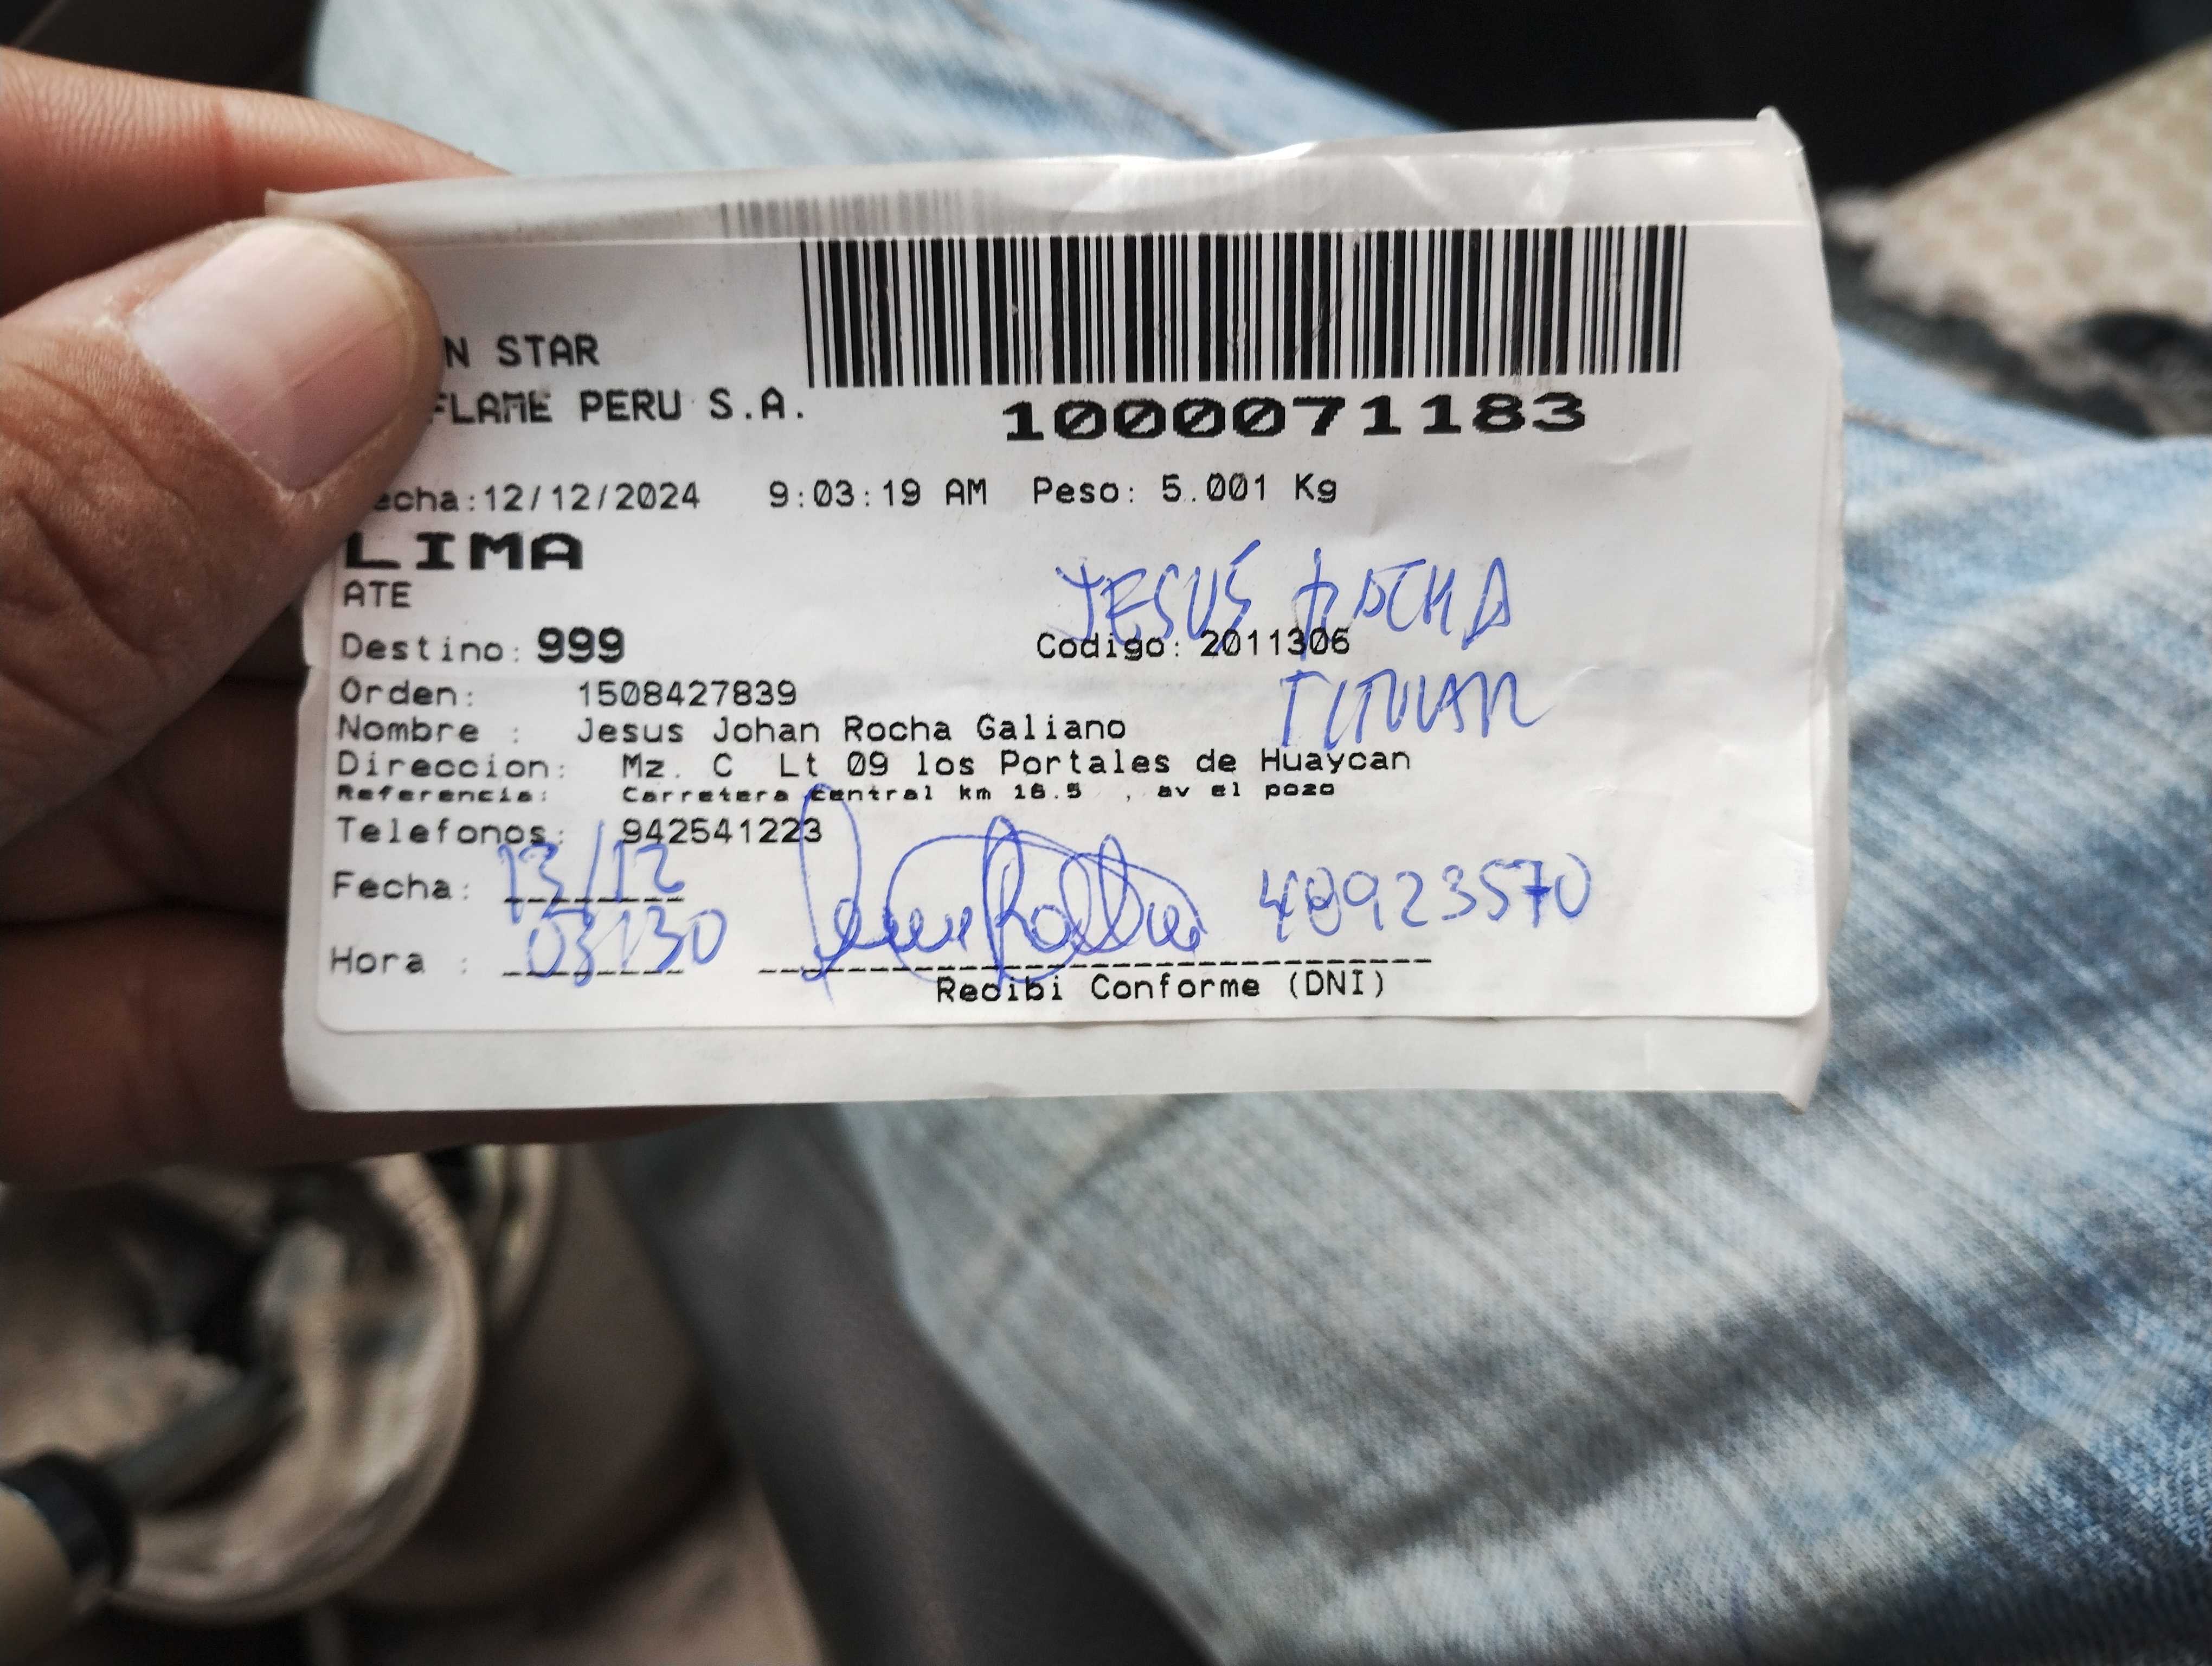 N STAR
FLAME PERU S.A.
1000071183
echa:12/12/2024 9:03:19 AM Peso: 5.001 Kg
LIMA
ATE
JESUS ROCHA
Destino: 999 Codigo: 2011306
TITULAR
Orden: 1508427839
Nombre : Jesus Johan Rocha Galiano
Direccion: Mz. C Lt 09 los Portales de Huaycan
Referencia: Carretera Central km 16.5 , av el pozo
Telefonos: 942541223
Fecha: 13/12
48923570
Hora : 03:30
Recibi Conforme (DNI)